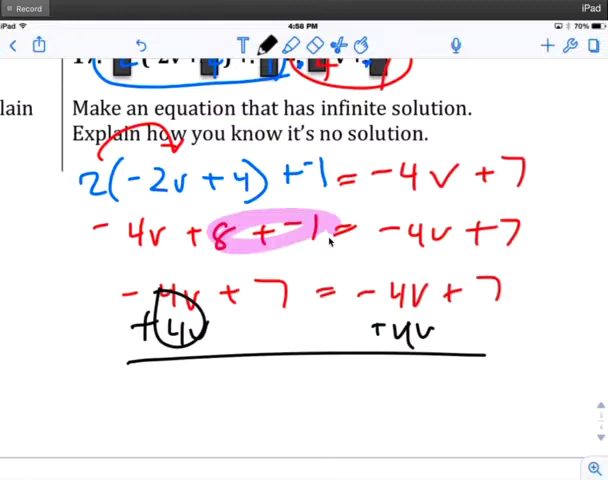 Record
iPad
iPad
4:58 PM
70%
T
lain
Make an equation that has infinite solution.
Explain how you know it's no solution.
2(-2v + 4) + -1 = -4v + 7
- 4v + 8 + -1 = -4v + 7
- 4v + 7 = -4v + 7
+ 4v +4v